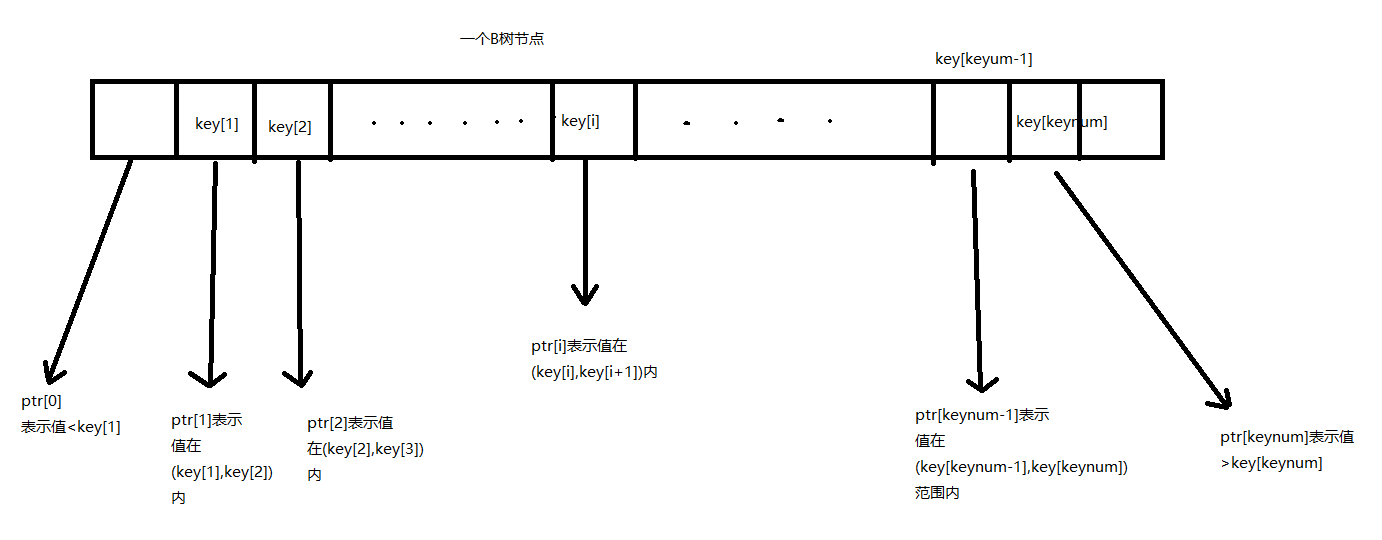 一个B树节点
key[keyum-1]
key[1]
key[2]
key[i]
key[keynum]
ptr[0]
表示值<key[1]
ptr[1]表示
值在
(key[1],key[2])
内
ptr[2]表示值
在(key[2],key[3])
内
ptr[i]表示值在
(key[i],key[i+1])内
ptr[keynum-1]表示
值在
(key[keynum-1],key[keynum])
范围内
ptr[keynum]表示值
>key[keynum]